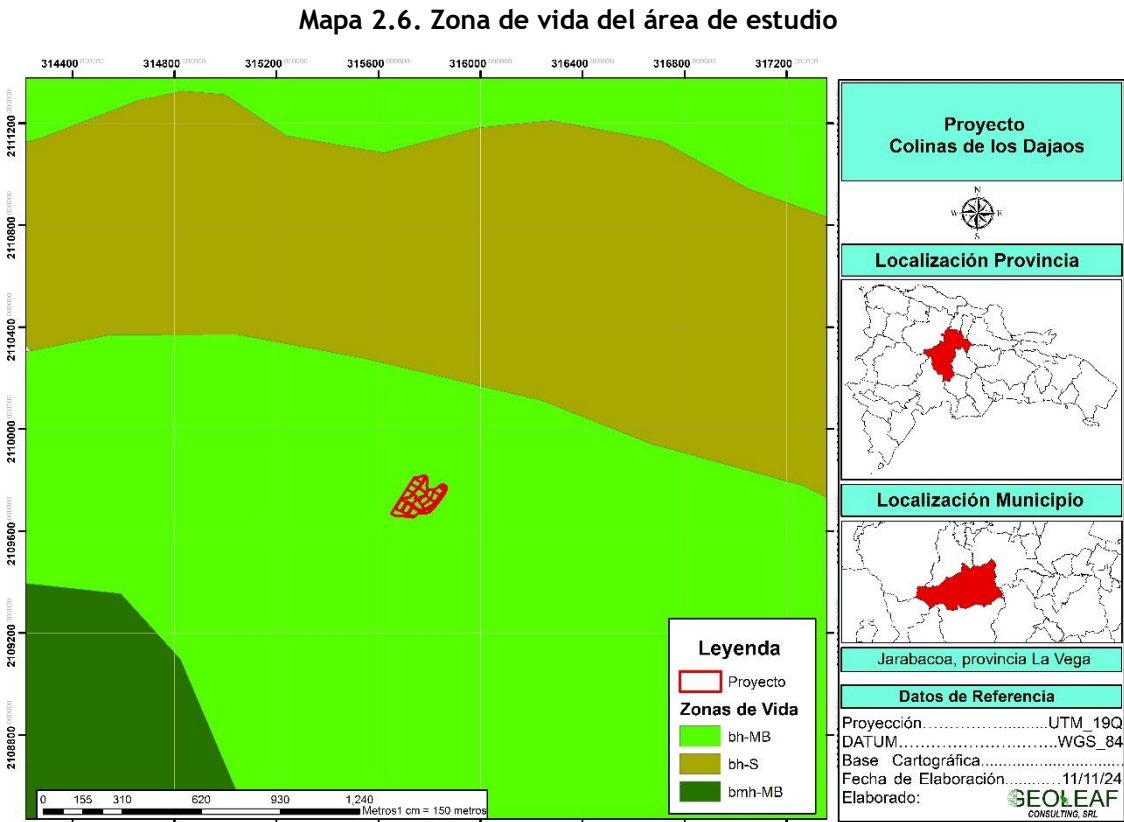 Mapa 2.6. Zona de vida del área de estudio
314400 314800 315200 315600 316000 316400 316800 317200
2111200
2110800
2110400
2110000
2109600
2109200
2108800
Leyenda
Proyecto
Zonas de Vida
bh-MB
bh-S
bmh-MB
0 155 310 620 930 1,240
Metros1 cm = 150 metros
Proyecto
Colinas de los Dajaos
N
W E
S
Localización Provincia
Localización Municipio
Jarabacoa, provincia La Vega
Datos de Referencia
Proyección......................UTM_19Q
DATUM..............................WGS_84
Base Cartográfica..........................
Fecha de Elaboración...........11/11/24
Elaborado:
GEOLEAF
CONSULTING, SRL